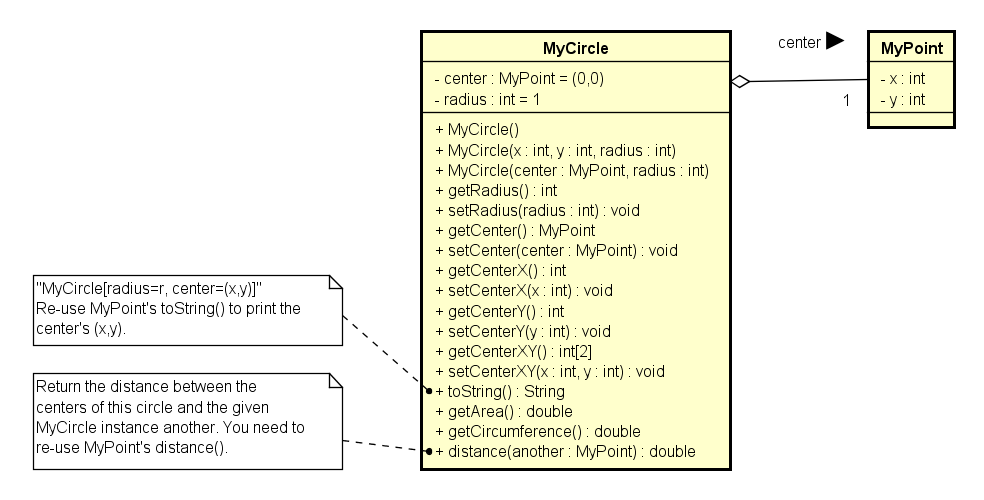 MyCircle
- center : MyPoint = (0,0)
- radius : int = 1
+ MyCircle()
+ MyCircle(x : int, y : int, radius : int)
+ MyCircle(center : MyPoint, radius : int)
+ getRadius() : int
+ setRadius(radius : int) : void
+ getCenter() : MyPoint
+ setCenter(center : MyPoint) : void
+ getCenterX() : int
+ setCenterX(x : int) : void
+ getCenterY() : int
+ setCenterY(y : int) : void
+ getCenterXY() : int[2]
+ setCenterXY(x : int, y : int) : void
+ toString() : String
+ getArea() : double
+ getCircumference() : double
+ distance(another : MyPoint) : double
center
1
MyPoint
- x : int
- y : int
"MyCircle[radius=r, center=(x,y)]"
Re-use MyPoint's toString() to print the
center's (x,y).
Return the distance between the
centers of this circle and the given
MyCircle instance another. You need to
re-use MyPoint's distance().